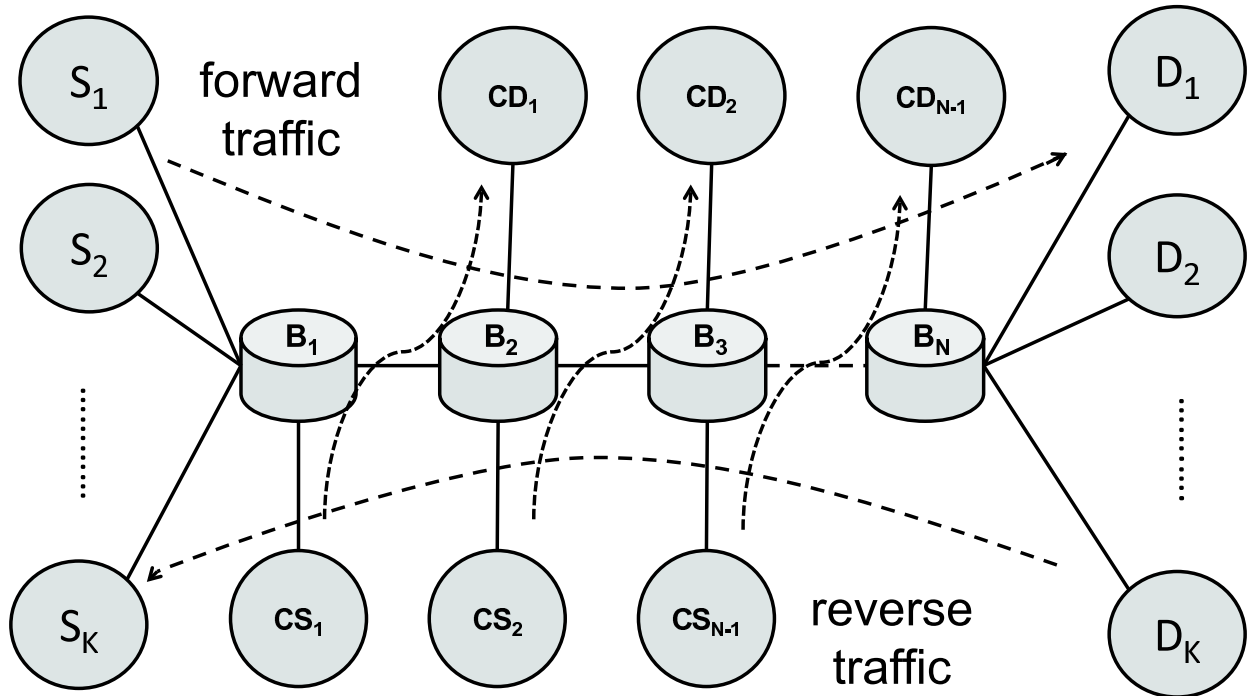 S1
forward
traffic
CD1
CD2
CDN-1
D1
S2
D2
B1
B2
B3
BN
SK
CS1
CS2
CSN-1
reverse
traffic
DK